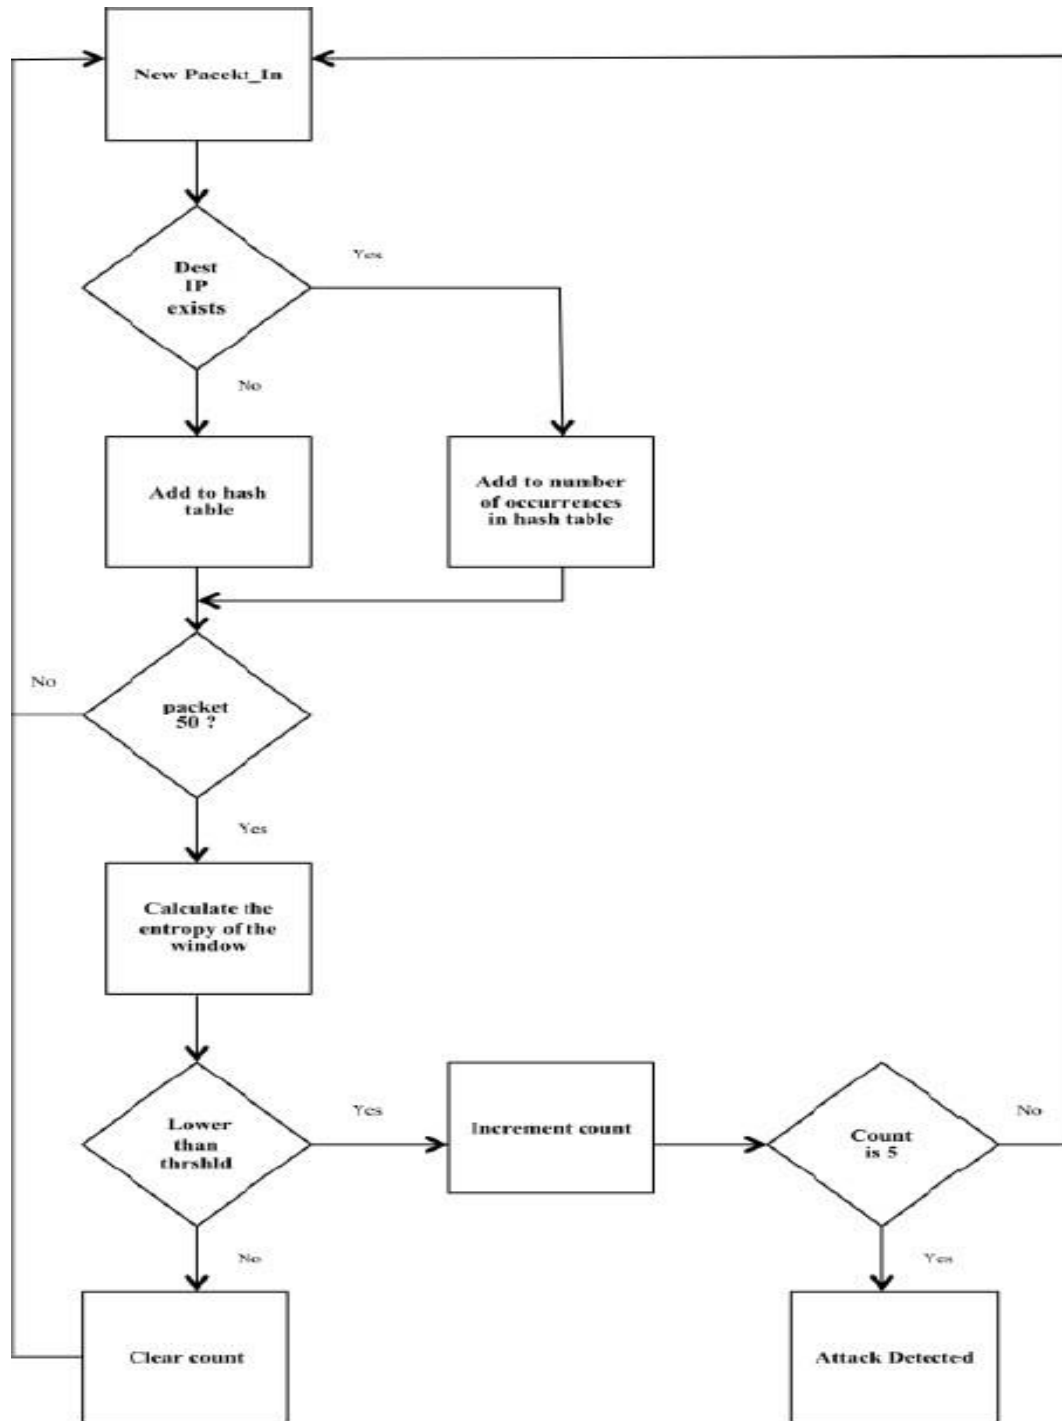 New Pacekt_In
Dest
IP
exists
Yes
No
Add to hash
table
Add to number
of occurrences
in hash table
No
packet
50 ?
Yes
Calculate the
entropy of the
window
Lower
than
thrshld
Yes
Increment count
Count
is 5
No
No
Yes
Clear count
Attack Detected